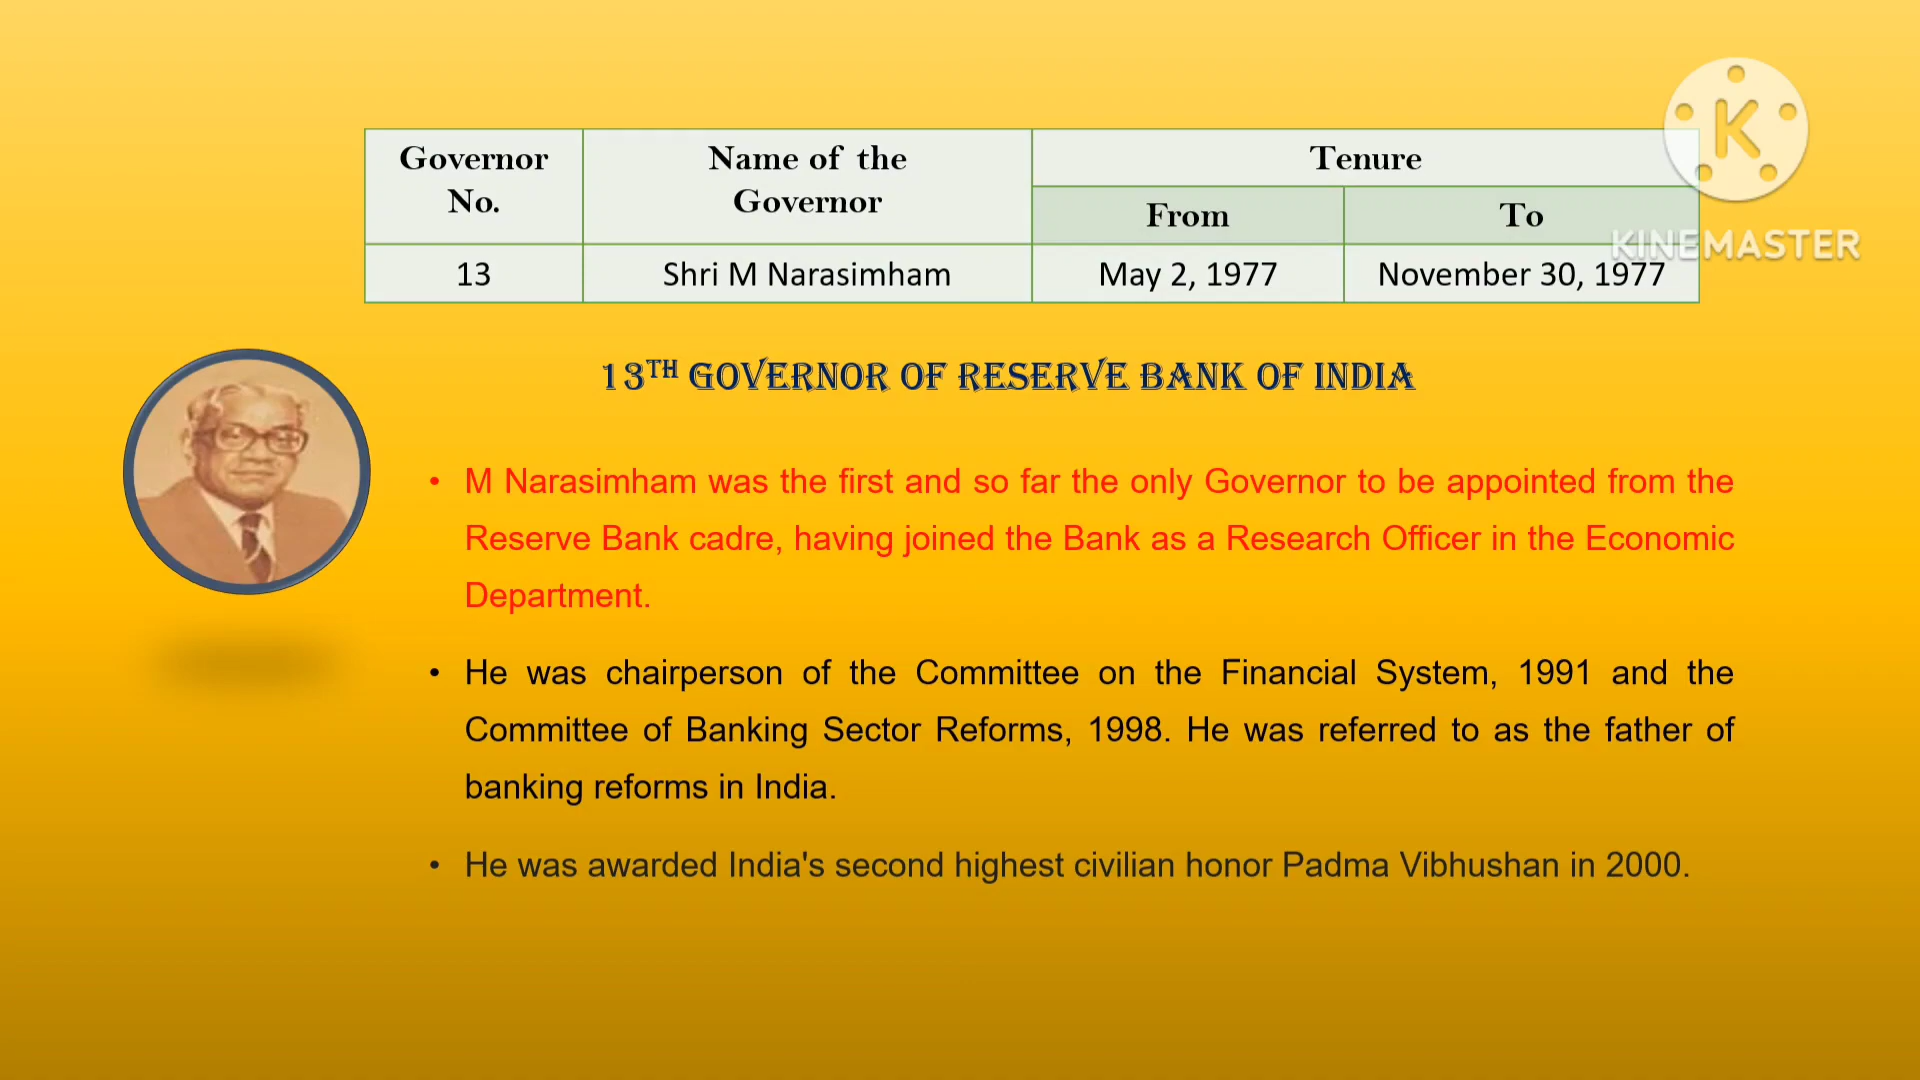 Governor No.
Name of the Governor
Tenure
From
To
13
Shri M Narasimham
May 2, 1977
November 30, 1977
K
KINEMASTER
13TH GOVERNOR OF RESERVE BANK OF INDIA
• M Narasimham was the first and so far the only Governor to be appointed from the
Reserve Bank cadre, having joined the Bank as a Research Officer in the Economic
Department.
• He was chairperson of the Committee on the Financial System, 1991 and the
Committee of Banking Sector Reforms, 1998. He was referred to as the father of
banking reforms in India.
• He was awarded India's second highest civilian honor Padma Vibhushan in 2000.